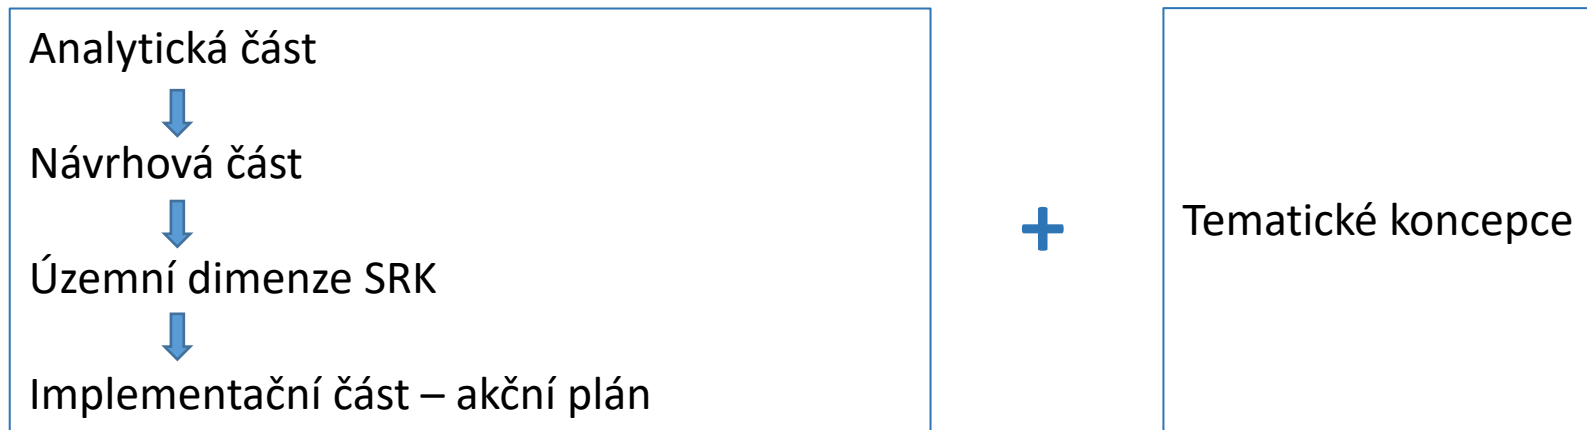 Analytická část
Návrhová část
Územní dimenze SRK
Implementační část – akční plán
+
Tematické koncepce